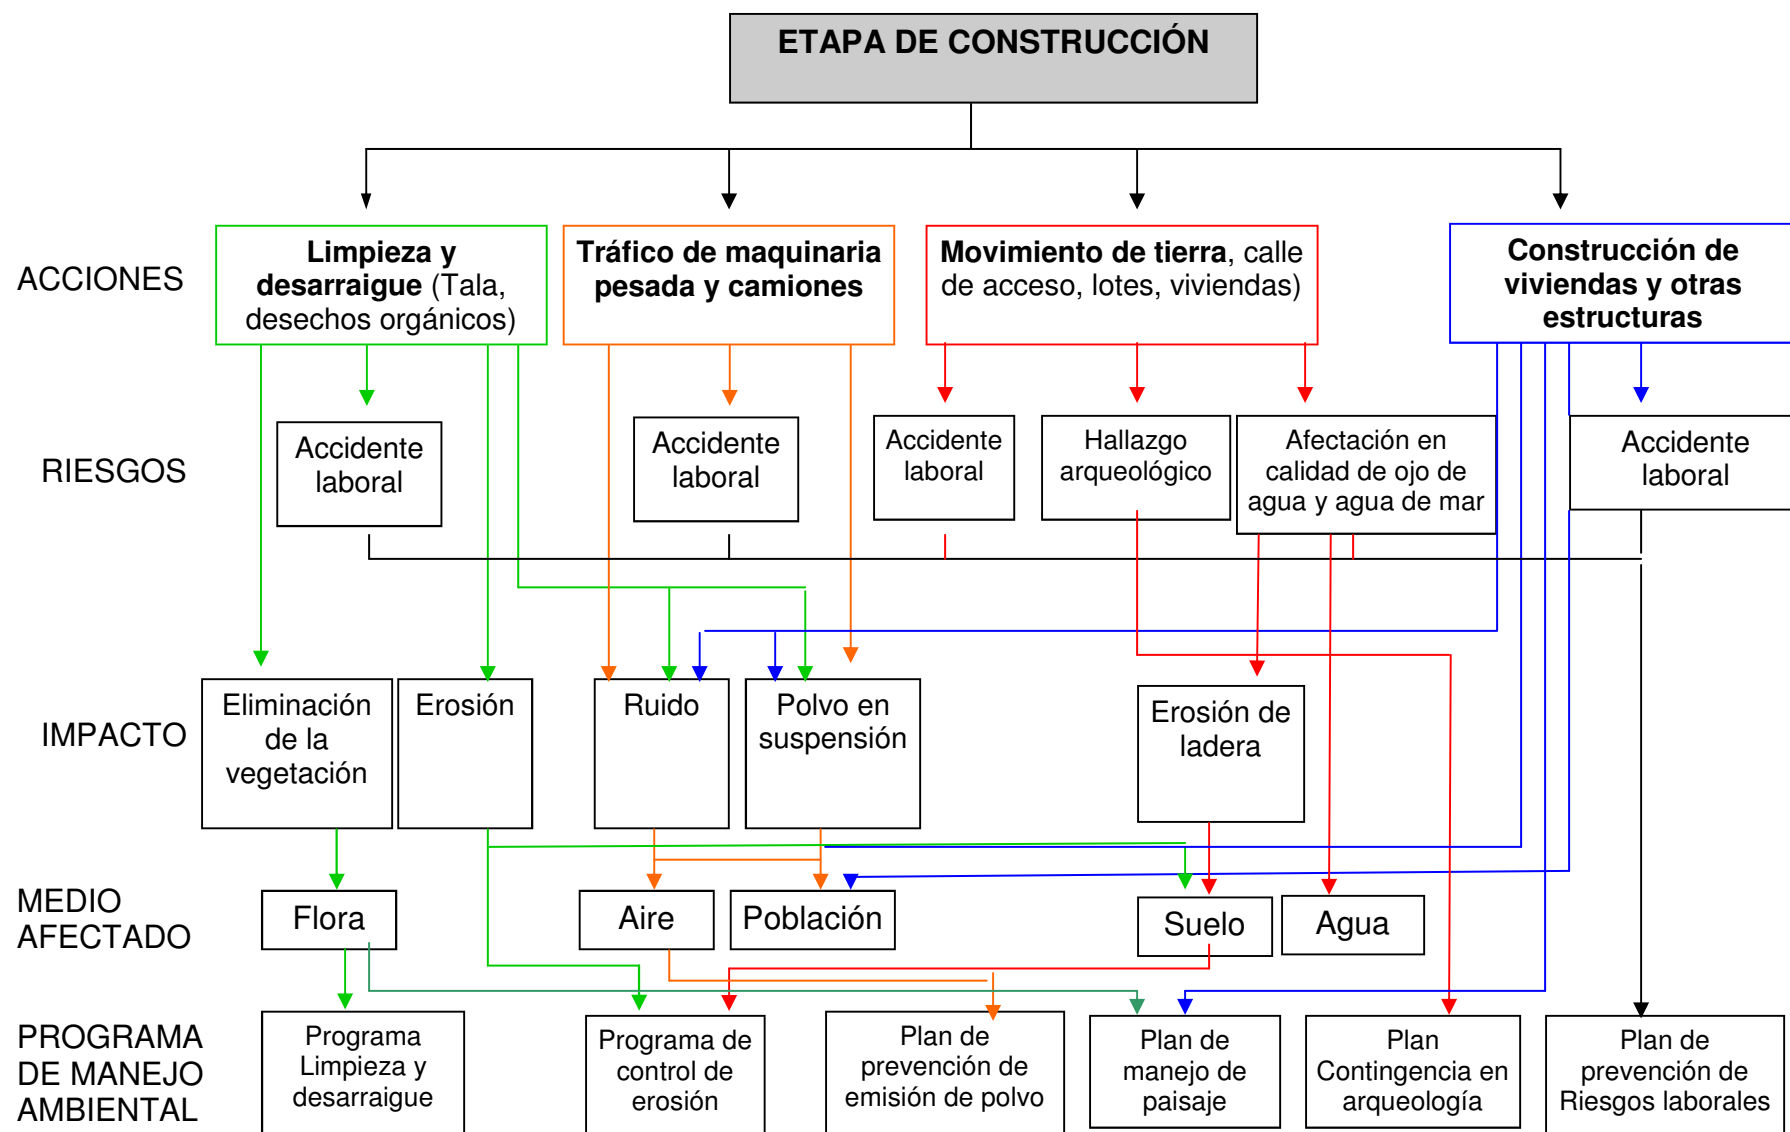 ETAPA DE CONSTRUCCIÓN
ACCIONES
Limpieza y
desarraigue (Tala,
desechos orgánicos)
Tráfico de maquinaria
pesada y camiones
Movimiento de tierra, calle
de acceso, lotes, viviendas)
Construcción de
viviendas y otras
estructuras
RIESGOS
Accidente
laboral
Accidente
laboral
Accidente
laboral
Hallazgo
arqueológico
Afectación en
calidad de ojo de
agua y agua de mar
Accidente
laboral
IMPACTO
Eliminación
de la
vegetación
Erosión
Ruido
Polvo en
suspensión
Erosión de
ladera
MEDIO
AFECTADO
Flora
Aire
Población
Suelo
Agua
PROGRAMA
DE MANEJO
AMBIENTAL
Programa
Limpieza y
desarraigue
Programa de
control de
erosión
Plan de
prevención de
emisión de polvo
Plan de
manejo de
paisaje
Plan
Contingencia en
arqueología
Plan de
prevención de
Riesgos laborales